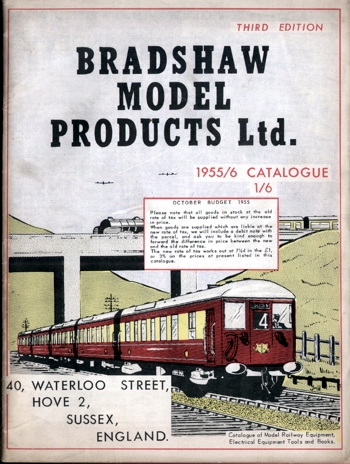 THIRD EDITION
BRADSHAW
MODEL
PRODUCTS Ltd.
1955/6 CATALOGUE
1/6
OCTOBER BUDGET 1955
Please note that all goods in stock at the old
rate of tax will be supplied without any increase
in price.
When goods are supplied which are liable at the
new rate of tax, we will include a debit note with
the parcel, and ask you to be kind enough to
forward the difference in price between the new
and the old rate of tax.
The new rate of tax works out at 7½d in the £1,
or 3% on the prices at present listed in this
catalogue.
4
40, WATERLOO STREET,
HOVE 2,
SUSSEX,
ENGLAND.
Catalogue of Model Railway Equipment,
Electrical Equipment Tools and Books.